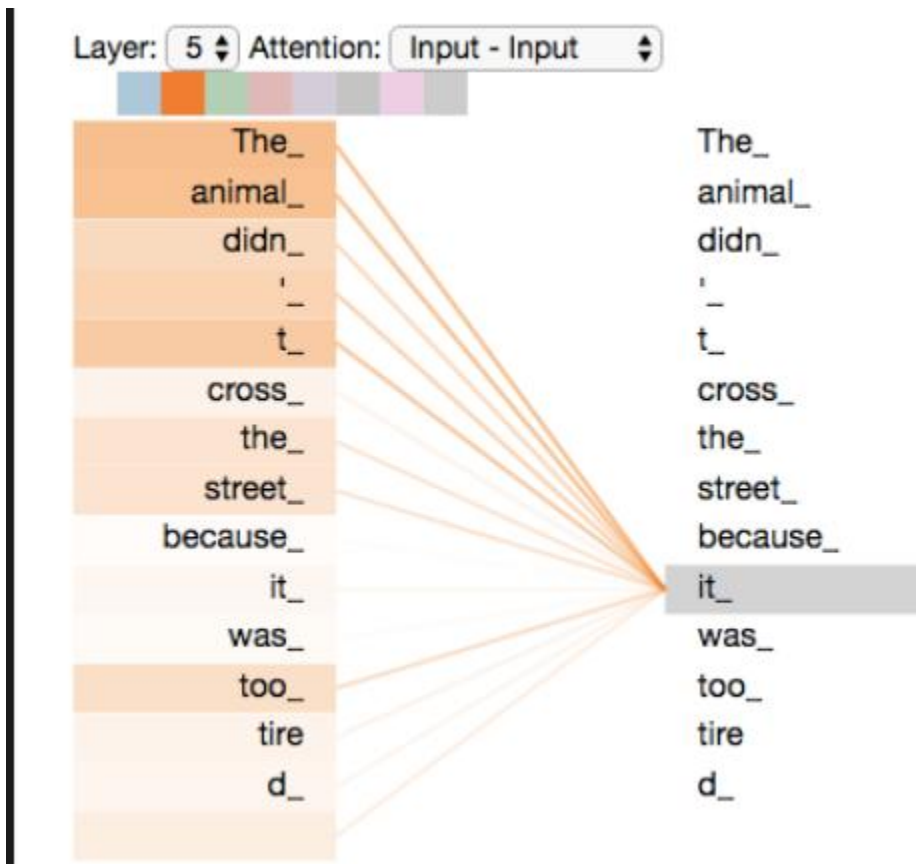 Layer: 5 Attention: Input - Input
The_ The_
animal_ animal_
didn_ didn_
'_ '_
t_ t_
cross_ cross_
the_ the_
street_ street_
because_ because_
it_ it_
was_ was_
too_ too_
tire tire
d_ d_